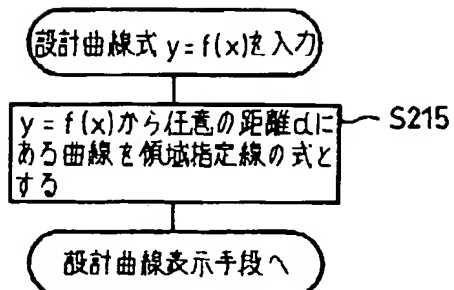 設計曲線式 y=f(x)を入力
y=f(x)から任意の距離dに
ある曲線を領域指定線の式と
する
S215
設計曲線表示手段へ